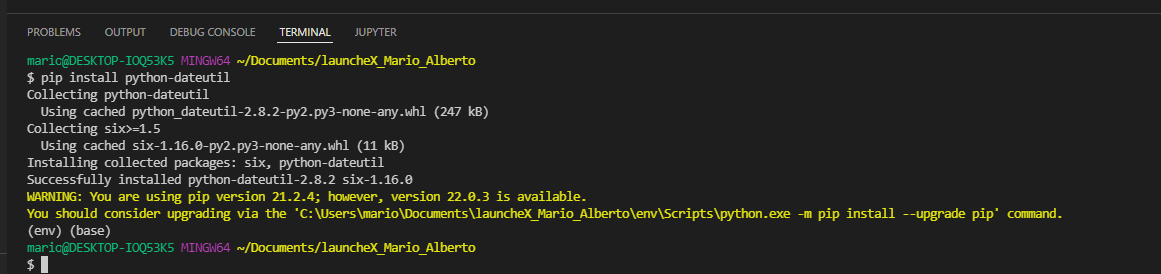 PROBLEMS OUTPUT DEBUG CONSOLE TERMINAL JUPYTER
mario@DESKTOP-IOQ53K5 MINGW64 ~/Documents/launcheX_Mario_Alberto
$ pip install python-dateutil
Collecting python-dateutil
  Using cached python_dateutil-2.8.2-py2.py3-none-any.whl (247 kB)
Collecting six>=1.5
  Using cached six-1.16.0-py2.py3-none-any.whl (11 kB)
Installing collected packages: six, python-dateutil
Successfully installed python-dateutil-2.8.2 six-1.16.0
WARNING: You are using pip version 21.2.4; however, version 22.0.3 is available.
You should consider upgrading via the 'C:\Users\mario\Documents\launcheX_Mario_Alberto\env\Scripts\python.exe -m pip install --upgrade pip' command.
(env) (base)
mario@DESKTOP-IOQ53K5 MINGW64 ~/Documents/launcheX_Mario_Alberto
$